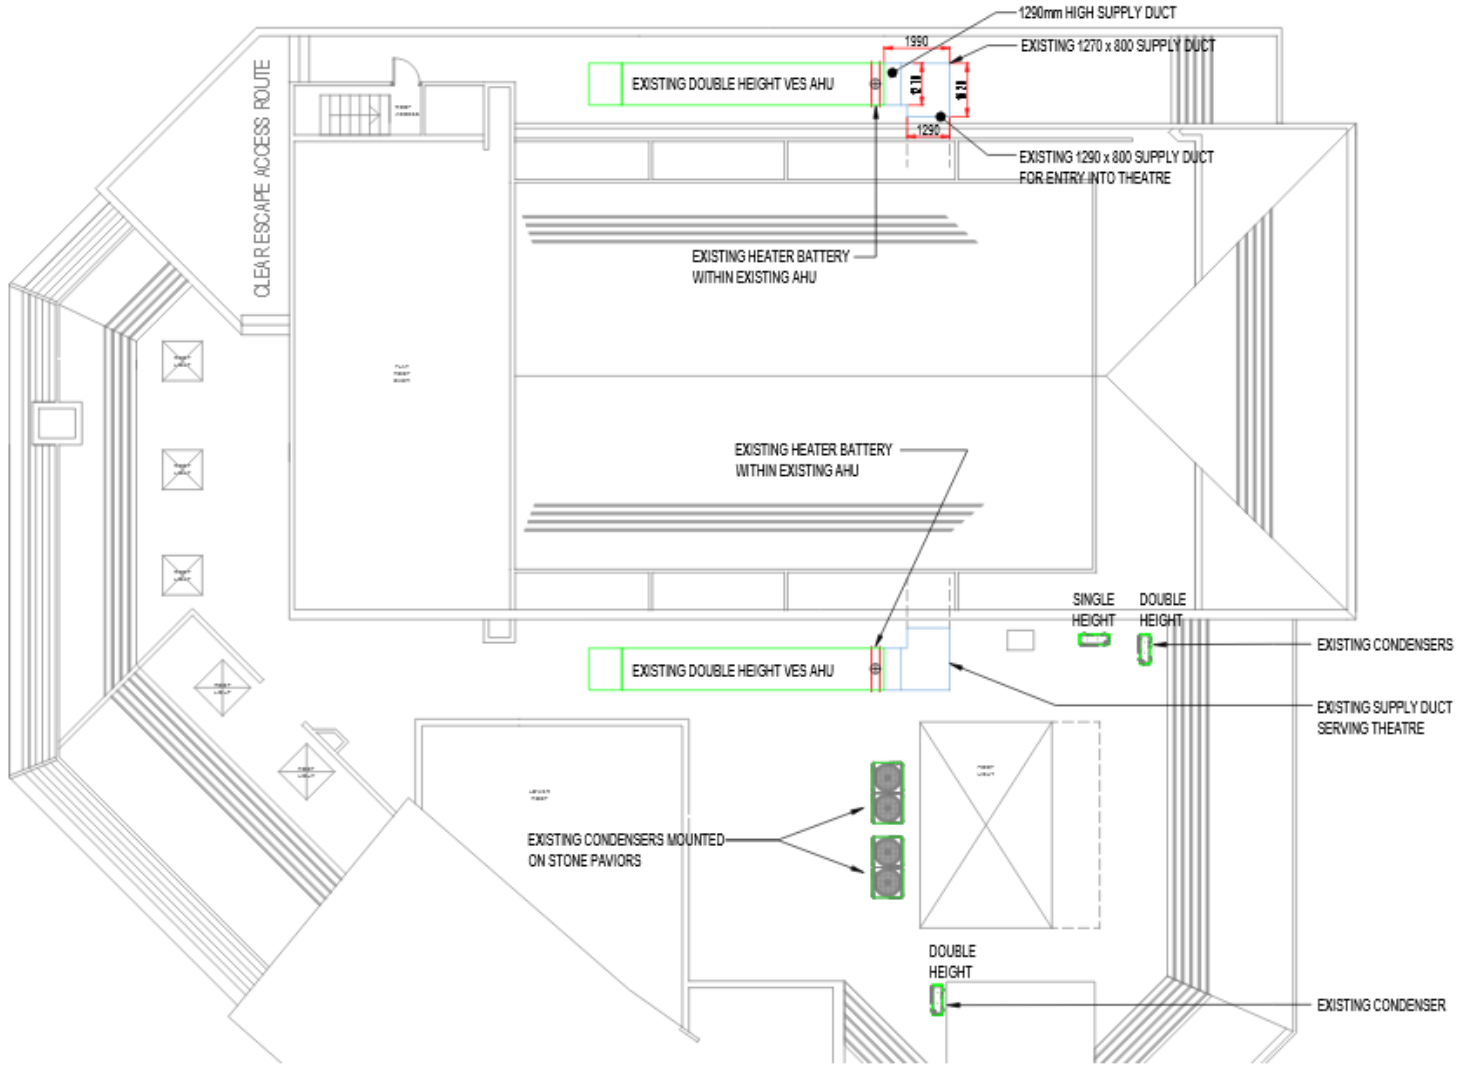 1290mm HIGH SUPPLY DUCT
1990
EXISTING 1270 x 800 SUPPLY DUCT
EXISTING DOUBLE HEIGHT VES AHU
1290
EXISTING 1290 x 800 SUPPLY DUCT
FOR ENTRY INTO THEATRE
CLEAR ESCAPE ACCESS ROUTE
EXISTING HEATER BATTERY
WITHIN EXISTING AHU
EXISTING HEATER BATTERY
WITHIN EXISTING AHU
SINGLE
HEIGHT
DOUBLE
HEIGHT
EXISTING CONDENSERS
EXISTING DOUBLE HEIGHT VES AHU
EXISTING SUPPLY DUCT
SERVING THEATRE
EXISTING CONDENSERS MOUNTED
ON STONE PAVIORS
DOUBLE
HEIGHT
EXISTING CONDENSER